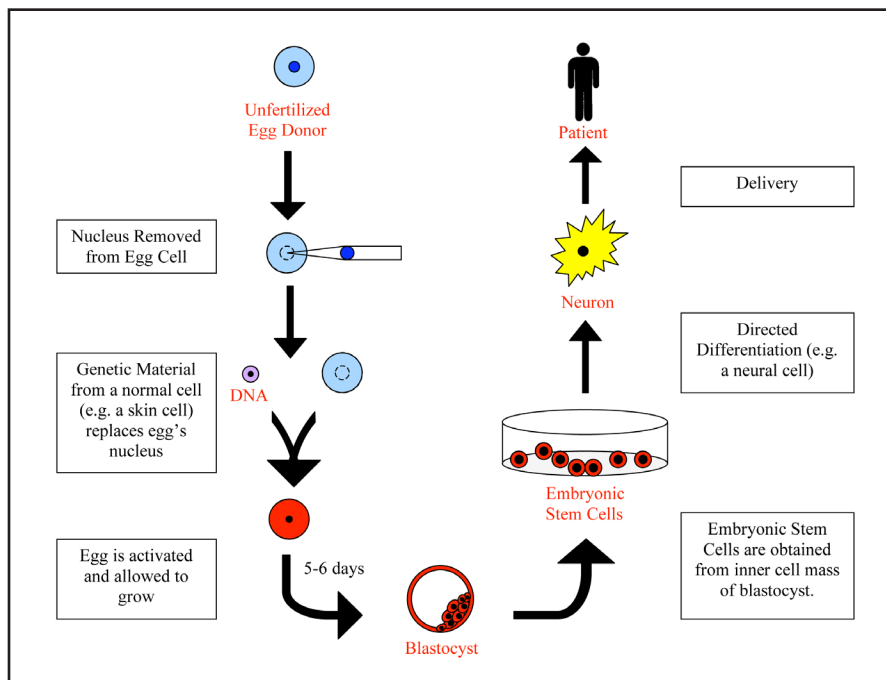 Unfertilized
Egg Donor
Nucleus Removed
from Egg Cell
Genetic Material
from a normal cell
(e.g. a skin cell)
replaces egg's
nucleus
DNA
Egg is activated
and allowed to
grow
5-6 days
Blastocyst
Embryonic Stem
Cells are obtained
from inner cell mass
of blastocyst.
Embryonic
Stem Cells
Directed
Differentiation (e.g.
a neural cell)
Neuron
Delivery
Patient